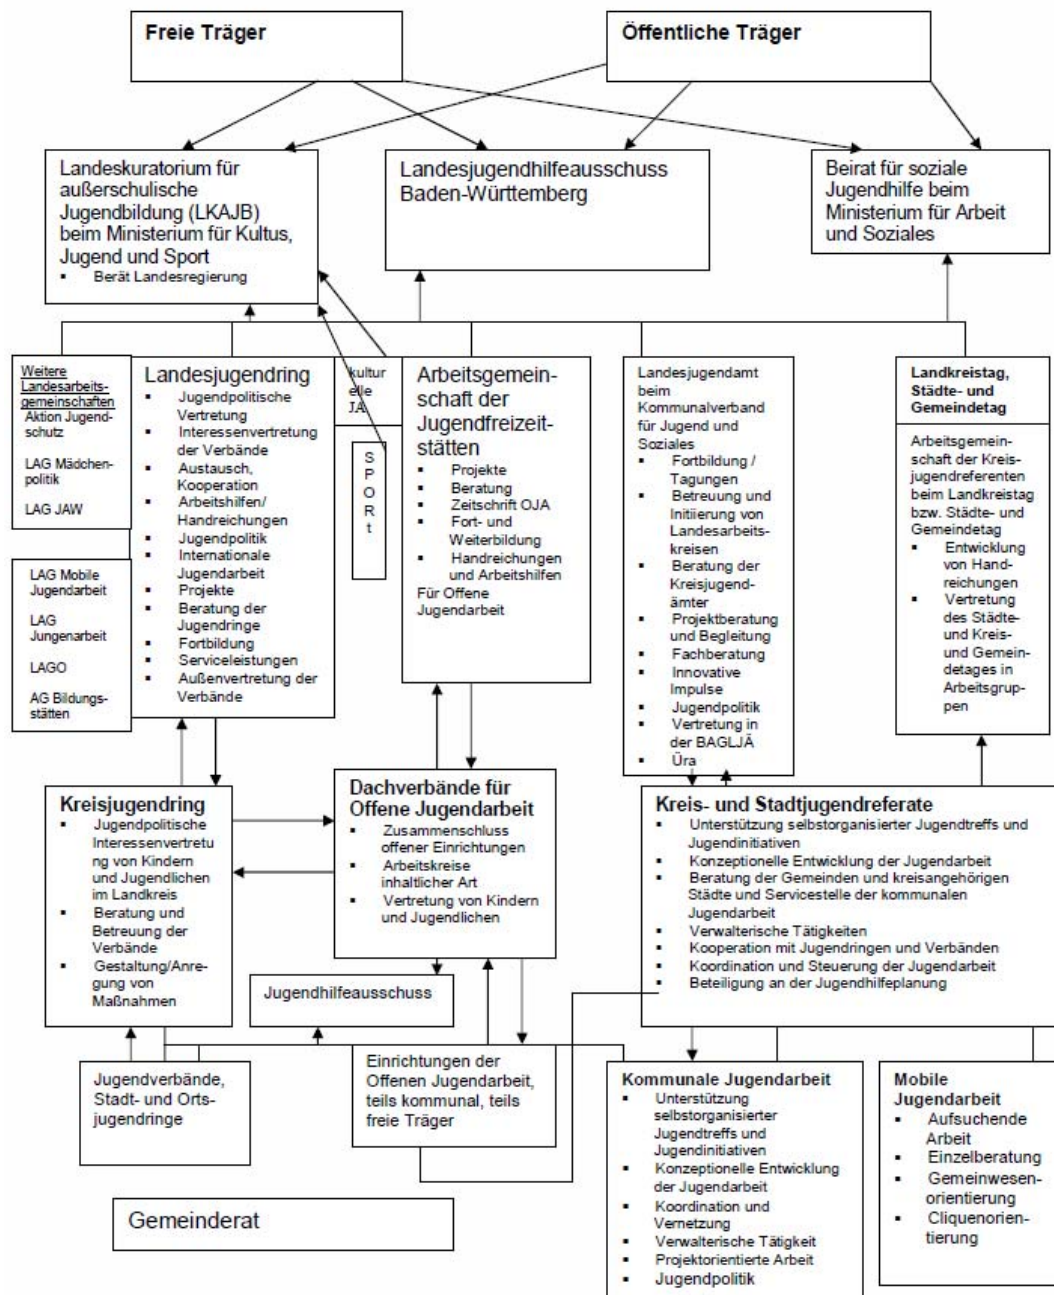 Freie Träger
Öffentliche Träger
Landeskuratorium für
außerschulische
Jugendbildung (LKAJB)
beim Ministerium für Kultus,
Jugend und Sport
▪ Berät Landesregierung
Landesjugendhilfeausschuss
Baden-Württemberg
Beirat für soziale
Jugendhilfe beim
Ministerium für Arbeit
und Soziales
Weitere
Landesarbeits-
gemeinschaften
Aktion Jugend-
schutz
LAG Mädchen-
politik
LAG JAW
LAG Mobile
Jugendarbeit
LAG
Jungenarbeit
LAGO
AG Bildungs-
stätten
Landesjugendring
▪ Jugendpolitische
Vertretung
▪ Interessenvertretung
der Verbände
▪ Austausch,
Kooperation
▪ Arbeitshilfen/
Handreichungen
▪ Jugendpolitik
▪ Internationale
Jugendarbeit
▪ Projekte
▪ Beratung der
Jugendringe
▪ Fortbildung
▪ Serviceleistungen
▪ Außenvertretung der
Verbände
kultur
elle
JA
S
P
O
R
t
Arbeitsgemein-
schaft der
Jugendfreizeit-
stätten
▪ Projekte
▪ Beratung
▪ Zeitschrift OJA
▪ Fort- und
Weiterbildung
▪ Handreichungen
und Arbeitshilfen
Für Offene
Jugendarbeit
Landesjugendamt
beim
Kommunalverband
für Jugend und
Soziales
▪ Fortbildung /
Tagungen
▪ Betreuung und
Initiierung von
Landesarbeits-
kreisen
▪ Beratung der
Kreisjugend-
ämter
▪ Projektberatung
und Begleitung
▪ Fachberatung
▪ Innovative
Impulse
▪ Jugendpolitik
▪ Vertretung in
der BAGLJÄ
▪ Üra
Landkreistag,
Städte- und
Gemeindetag
Arbeitsgemein-
schaft der Kreis-
jugendreferenten
beim Landkreistag
bzw. Städte- und
Gemeindetag
▪ Entwicklung
von Hand-
reichungen
▪ Vertretung
des Städte-
und Kreis-
und Gemein-
detages in
Arbeitsgrup-
pen
Kreisjugendring
▪ Jugendpolitische
Interessenvertretu
ng von Kindern
und Jugendlichen
im Landkreis
▪ Beratung und
Betreuung der
Verbände
▪ Gestaltung/Anre-
gung von
Maßnahmen
Dachverbände für
Offene Jugendarbeit
▪ Zusammenschluss
offener Einrichtungen
▪ Arbeitskreise
inhaltlicher Art
▪ Vertretung von Kindern
und Jugendlichen
Kreis- und Stadtjugendreferate
▪ Unterstützung selbstorganisierter Jugendtreffs und
Jugendinitiativen
▪ Konzeptionelle Entwicklung der Jugendarbeit
▪ Beratung der Gemeinden und kreisangehörigen
Städte und Servicestelle der kommunalen
Jugendarbeit
▪ Verwalterische Tätigkeiten
▪ Kooperation mit Jugendringen und Verbänden
▪ Koordination und Steuerung der Jugendarbeit
▪ Beteiligung an der Jugendhilfeplanung
Jugendhilfeausschuss
Jugendverbände,
Stadt- und Orts-
jugendringe
Einrichtungen der
Offenen Jugendarbeit,
teils kommunal, teils
freie Träger
Kommunale Jugendarbeit
▪ Unterstützung
selbstorganisierter
Jugendtreffs und
Jugendinitiativen
▪ Konzeptionelle Entwicklung
der Jugendarbeit
▪ Koordination und
Vernetzung
▪ Verwalterische Tätigkeit
▪ Projektorientierte Arbeit
▪ Jugendpolitik
Mobile
Jugendarbeit
▪ Aufsuchende
Arbeit
▪ Einzelberatung
▪ Gemeinwesen-
orientierung
▪ Cliquenorien-
tierung
Gemeinderat